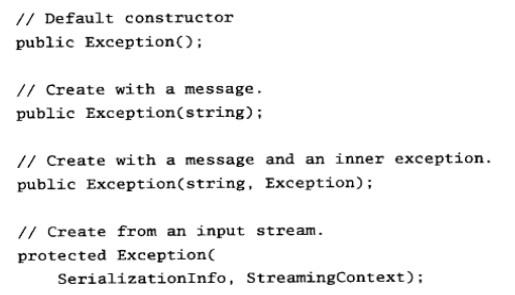 // Default constructor
public Exception();

// Create with a message.
public Exception(string);

// Create with a message and an inner exception.
public Exception(string, Exception);

// Create from an input stream.
protected Exception(
    SerializationInfo, StreamingContext);